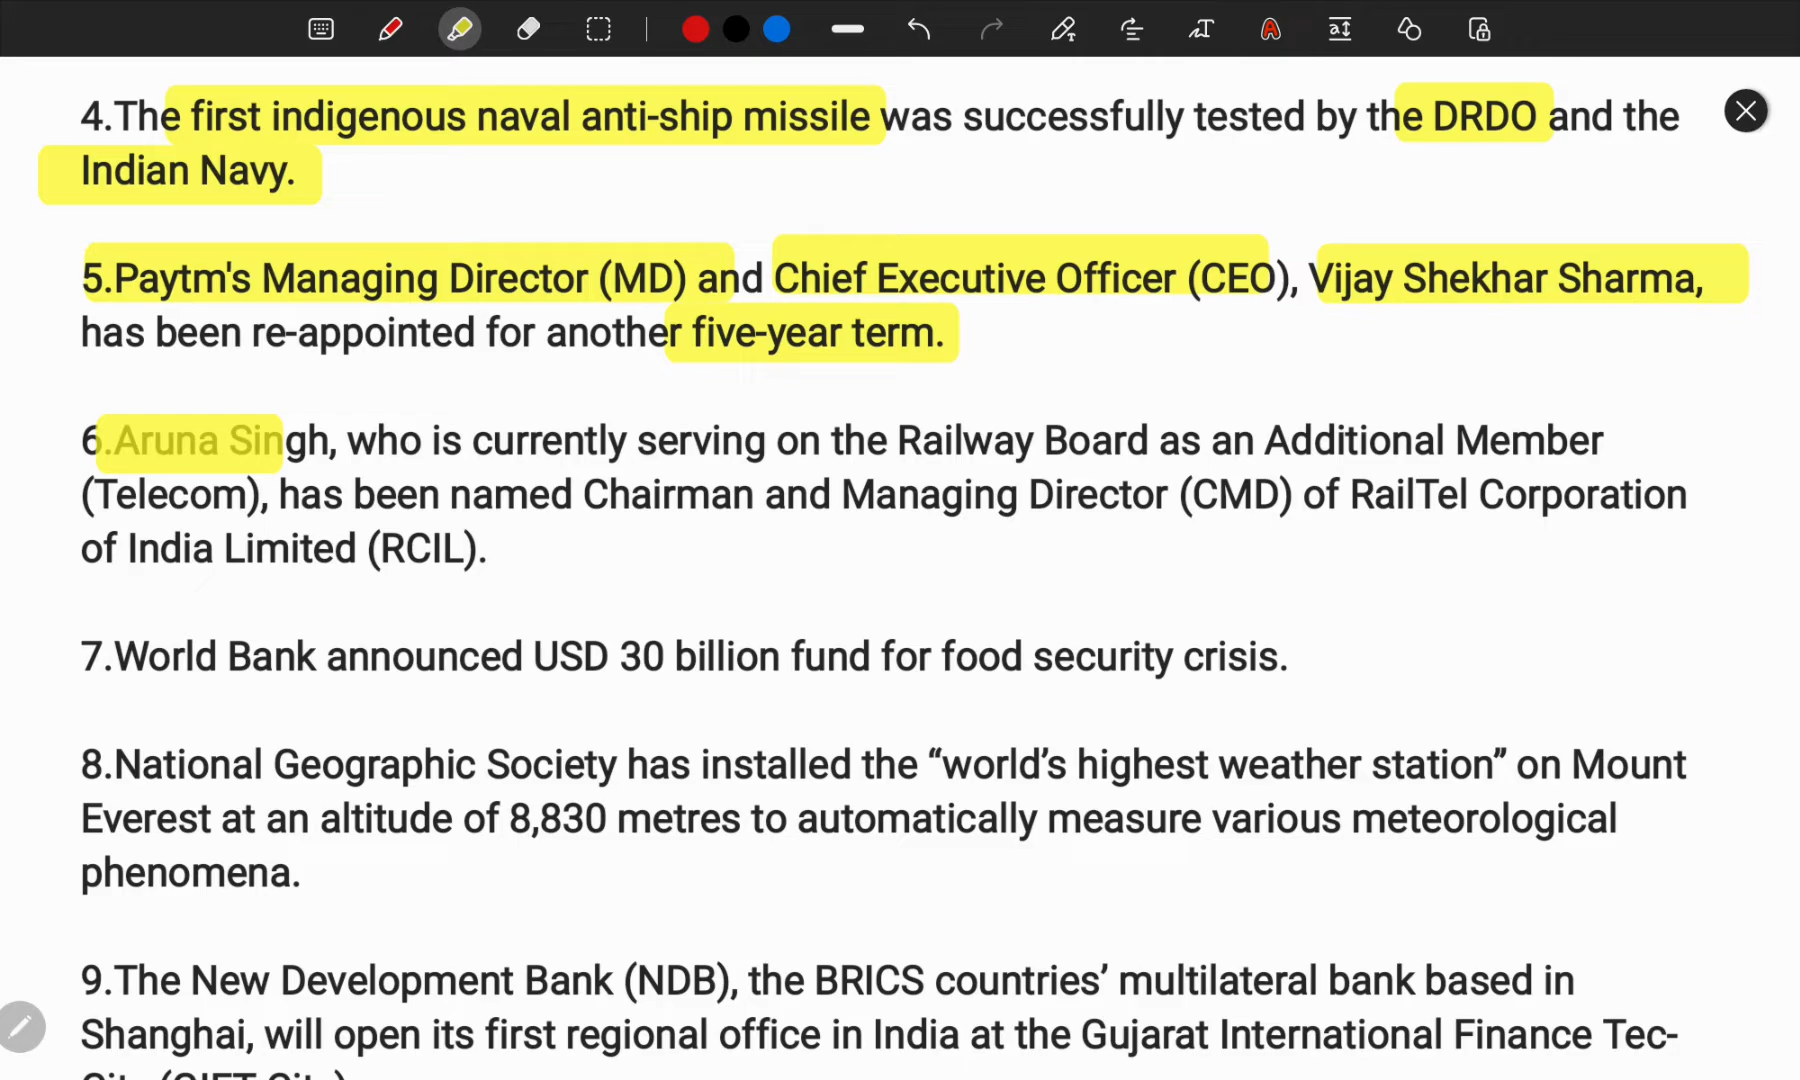 4.The first indigenous naval anti-ship missile was successfully tested by the DRDO and the
Indian Navy.
5.Paytm's Managing Director (MD) and Chief Executive Officer (CEO), Vijay Shekhar Sharma,
has been re-appointed for another five-year term.
6.Aruna Singh, who is currently serving on the Railway Board as an Additional Member
(Telecom), has been named Chairman and Managing Director (CMD) of RailTel Corporation
of India Limited (RCIL).
7.World Bank announced USD 30 billion fund for food security crisis.
8.National Geographic Society has installed the “world’s highest weather station” on Mount
Everest at an altitude of 8,830 metres to automatically measure various meteorological
phenomena.
9.The New Development Bank (NDB), the BRICS countries’ multilateral bank based in
Shanghai, will open its first regional office in India at the Gujarat International Finance Tec-
City (GIFT City)